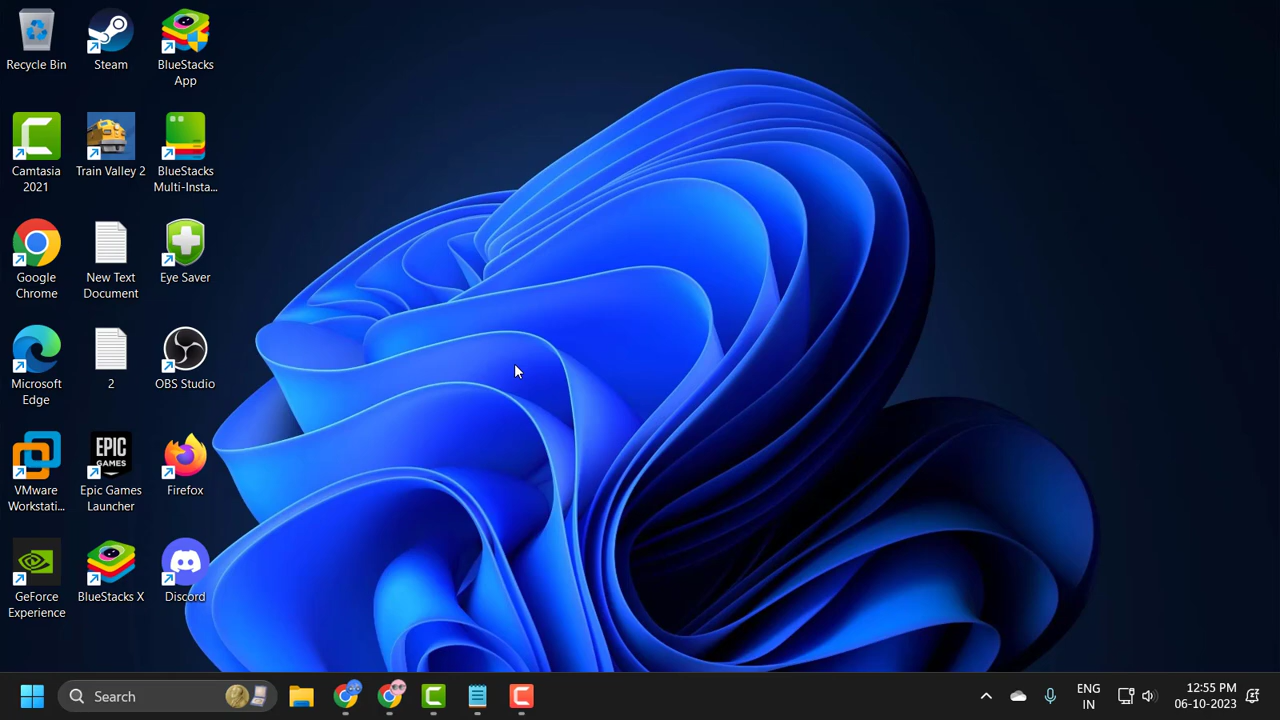 Recycle Bin
Steam
BlueStacks
App
Camtasia
2021
Train Valley 2
BlueStacks
Multi-Insta...
Google
Chrome
New Text
Document
Eye Saver
Microsoft
Edge
2
OBS Studio
VMware
Workstati...
EPIC
GAMES
Epic Games
Launcher
Firefox
GeForce
Experience
BlueStacks X
Discord
Search
ENG
IN
12:55 PM
06-10-2023